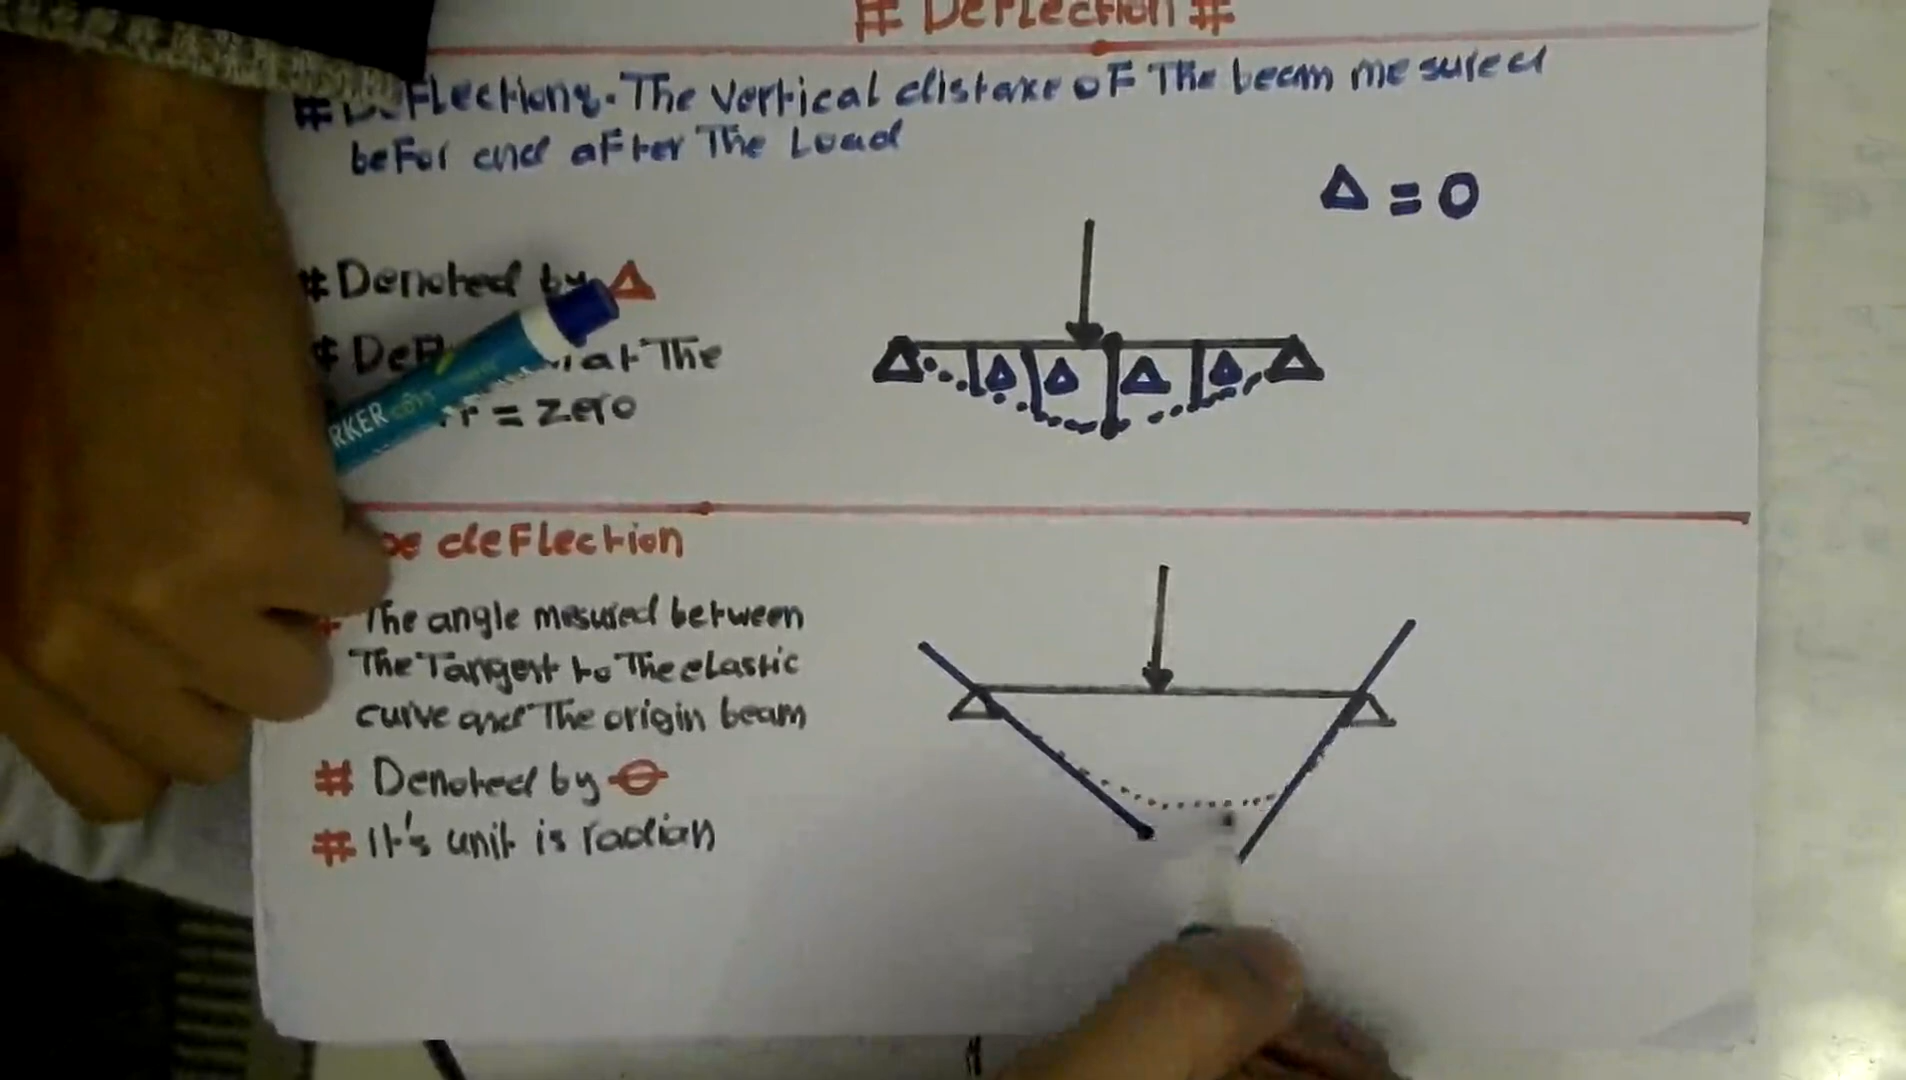 # Deflection #
# Deflections.The vertical distance of The beam mesured
befor and after The Load
Δ = 0
# Denoted by Δ
# at The
= zero
Δ Δ Δ Δ
deflection
The angle mesured between
The Tangent to The elastic
curve and The origin beam
# Denoted by Θ
# It's unit is radian
RKER